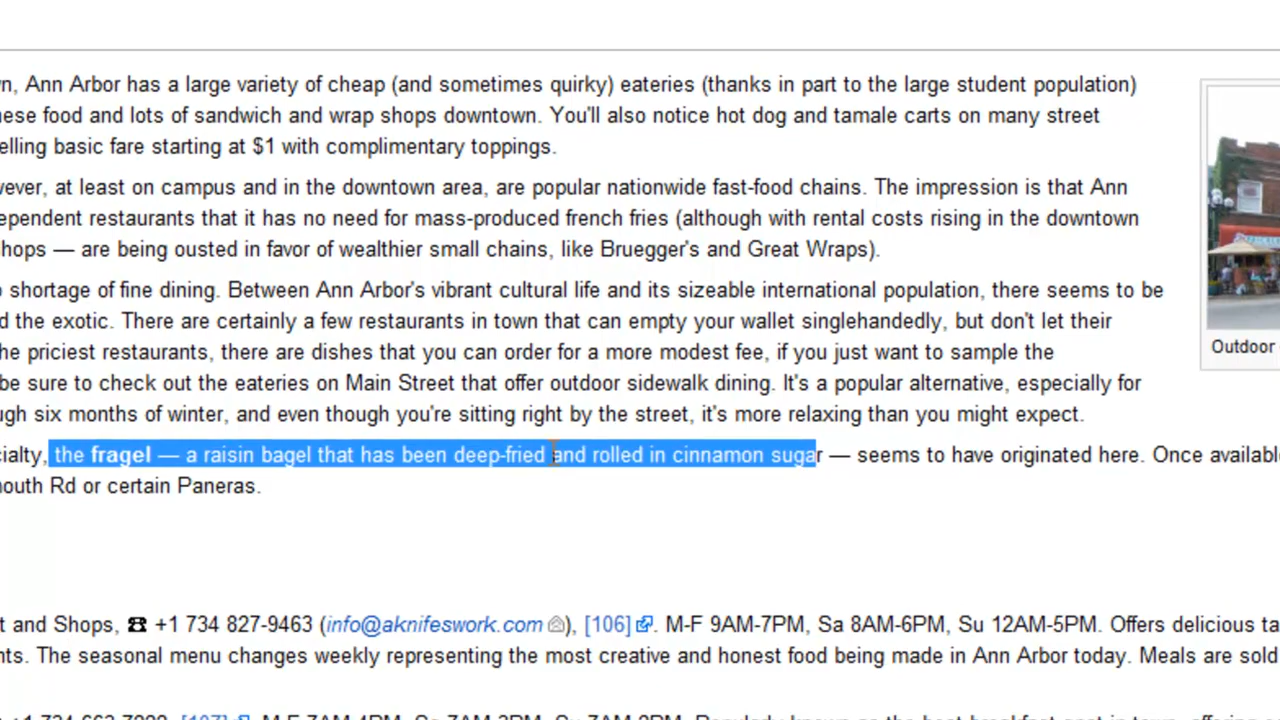 wn, Ann Arbor has a large variety of cheap (and sometimes quirky) eateries (thanks in part to the large student population)
nese food and lots of sandwich and wrap shops downtown. You'll also notice hot dog and tamale carts on many street
elling basic fare starting at $1 with complimentary toppings.
wever, at least on campus and in the downtown area, are popular nationwide fast-food chains. The impression is that Ann
ependent restaurants that it has no need for mass-produced french fries (although with rental costs rising in the downtown
shops — are being ousted in favor of wealthier small chains, like Bruegger's and Great Wraps).
o shortage of fine dining. Between Ann Arbor's vibrant cultural life and its sizeable international population, there seems to be
d the exotic. There are certainly a few restaurants in town that can empty your wallet singlehandedly, but don't let their
he priciest restaurants, there are dishes that you can order for a more modest fee, if you just want to sample the
be sure to check out the eateries on Main Street that offer outdoor sidewalk dining. It's a popular alternative, especially for
ugh six months of winter, and even though you're sitting right by the street, it's more relaxing than you might expect.
Outdoor
cialty, the fragel — a raisin bagel that has been deep-fried and rolled in cinnamon sugar — seems to have originated here. Once available
nouth Rd or certain Paneras.
t and Shops, ☎ +1 734 827-9463 (info@aknifeswork.com), [106]. M-F 9AM-7PM, Sa 8AM-6PM, Su 12AM-5PM. Offers delicious ta
nts. The seasonal menu changes weekly representing the most creative and honest food being made in Ann Arbor today. Meals are sold